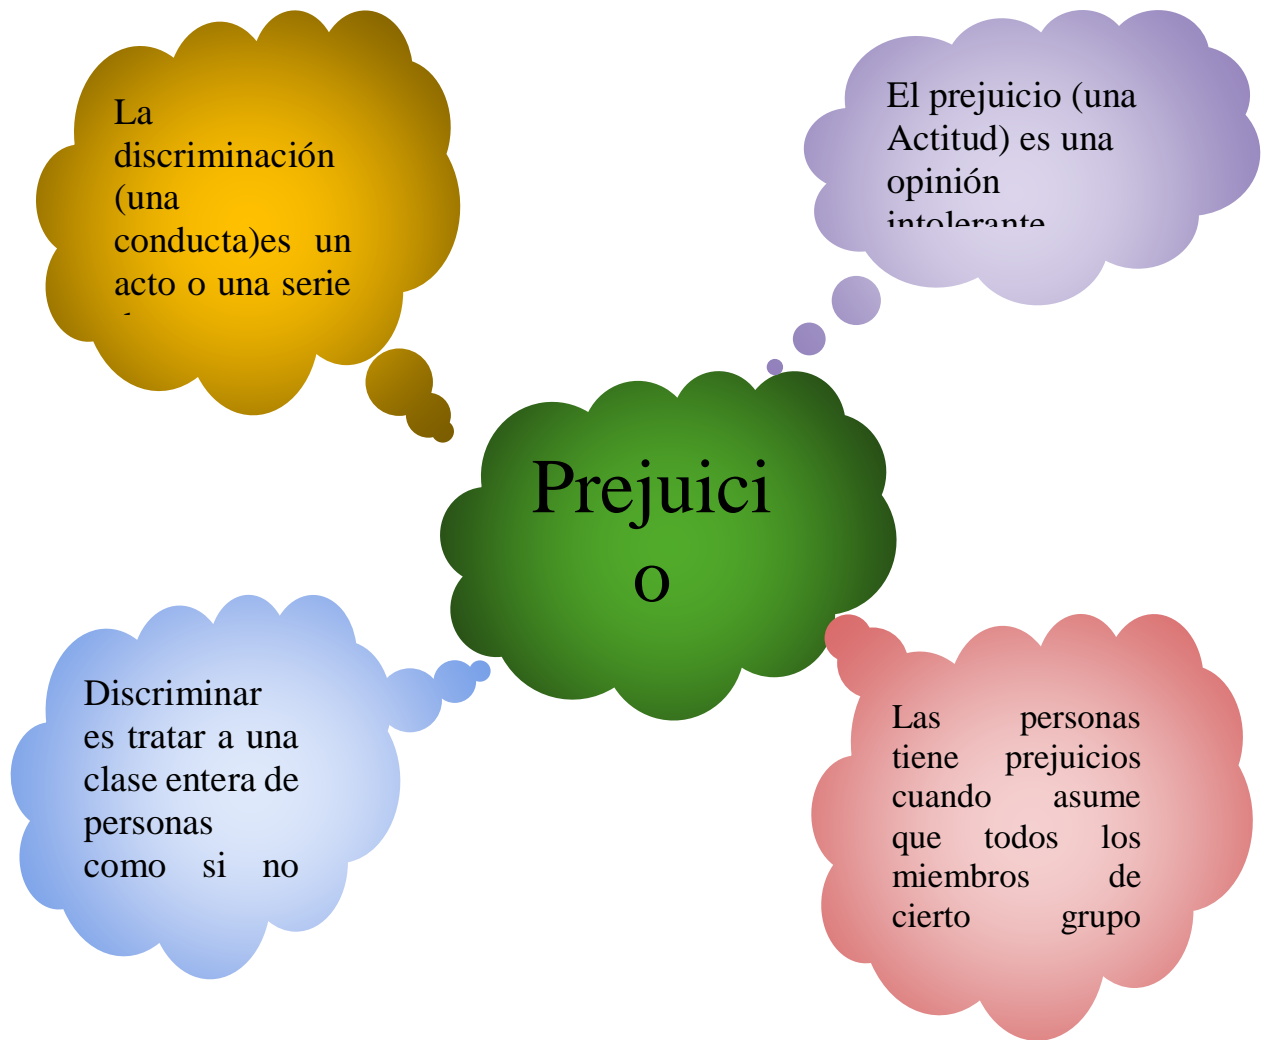 La
discriminación
(una
conducta)es un
acto o una serie
El prejuicio (una
Actitud) es una
opinión
intolerante
Prejuici
o
Discriminar
es tratar a una
clase entera de
personas
como si no
Las personas
tiene prejuicios
cuando asume
que todos los
miembros de
cierto grupo